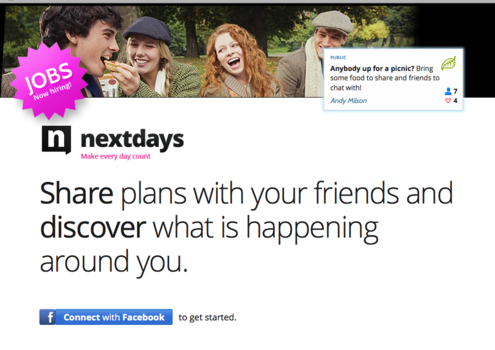 JOBS
Now hiring!
PUBLIC
Anybody up for a picnic? Bring
some food to share and friends to
chat with!
7
Andy Milson
4
n nextdays
Make every day count
Share plans with your friends and
discover what is happening
around you.
f Connect with Facebook to get started.